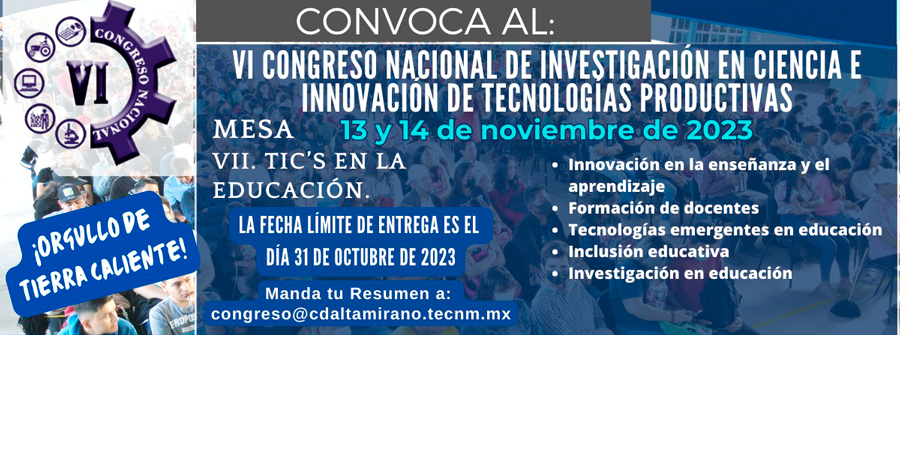 CONVOCA AL:
VI CONGRESO NACIONAL DE INVESTIGACIÓN EN CIENCIA E
INNOVACIÓN DE TECNOLOGÍAS PRODUCTIVAS
13 y 14 de noviembre de 2023
MESA
VII. TIC'S EN LA
EDUCACIÓN.
LA FECHA LÍMITE DE ENTREGA ES EL
DÍA 31 DE OCTUBRE DE 2023
Manda tu Resumen a:
congreso@cdaltamirano.tecnm.mx
• Innovación en la enseñanza y el
aprendizaje
• Formación de docentes
• Tecnologías emergentes en educación
• Inclusión educativa
• Investigación en educación
CONGRESO NACIONAL
VI
¡ORGULLO DE
TIERRA CALIENTE!